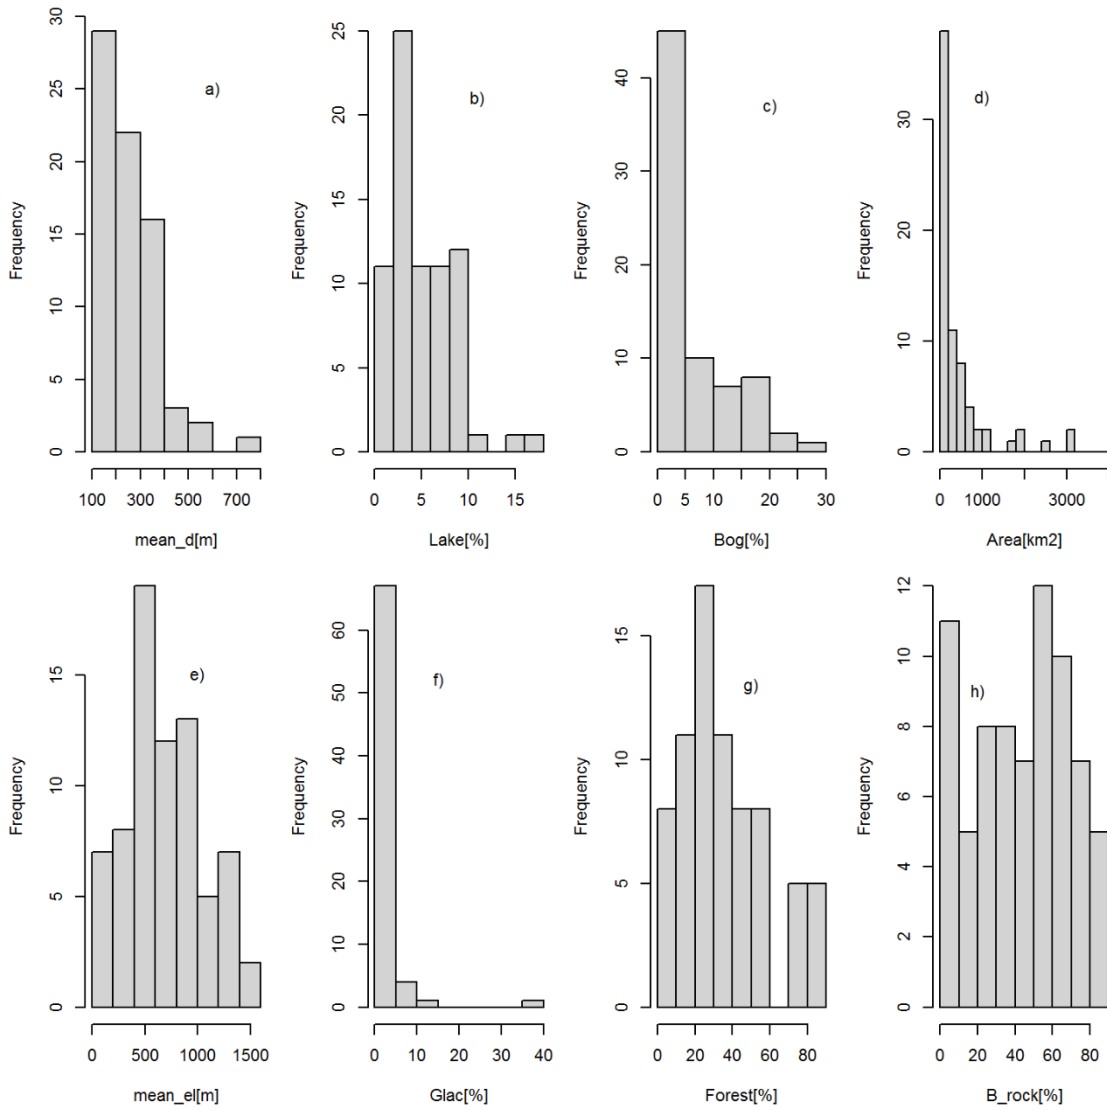 a)
Frequency
0 5 10 15 20 25 30
100 300 500 700
mean_d[m]
b)
Frequency
0 5 10 15 20 25
0 5 10 15
Lake[%]
c)
Frequency
0 10 20 30 40
0 5 10 20 30
Bog[%]
d)
Frequency
0 10 20 30
0 1000 3000
Area[km2]
e)
Frequency
0 5 10 15
0 500 1000 1500
mean_el[m]
f)
Frequency
0 10 20 30 40 50 60
0 10 20 30 40
Glac[%]
g)
Frequency
0 5 10 15
0 20 40 60 80
Forest[%]
h)
Frequency
0 2 4 6 8 10 12
0 20 40 60 80
B_rock[%]